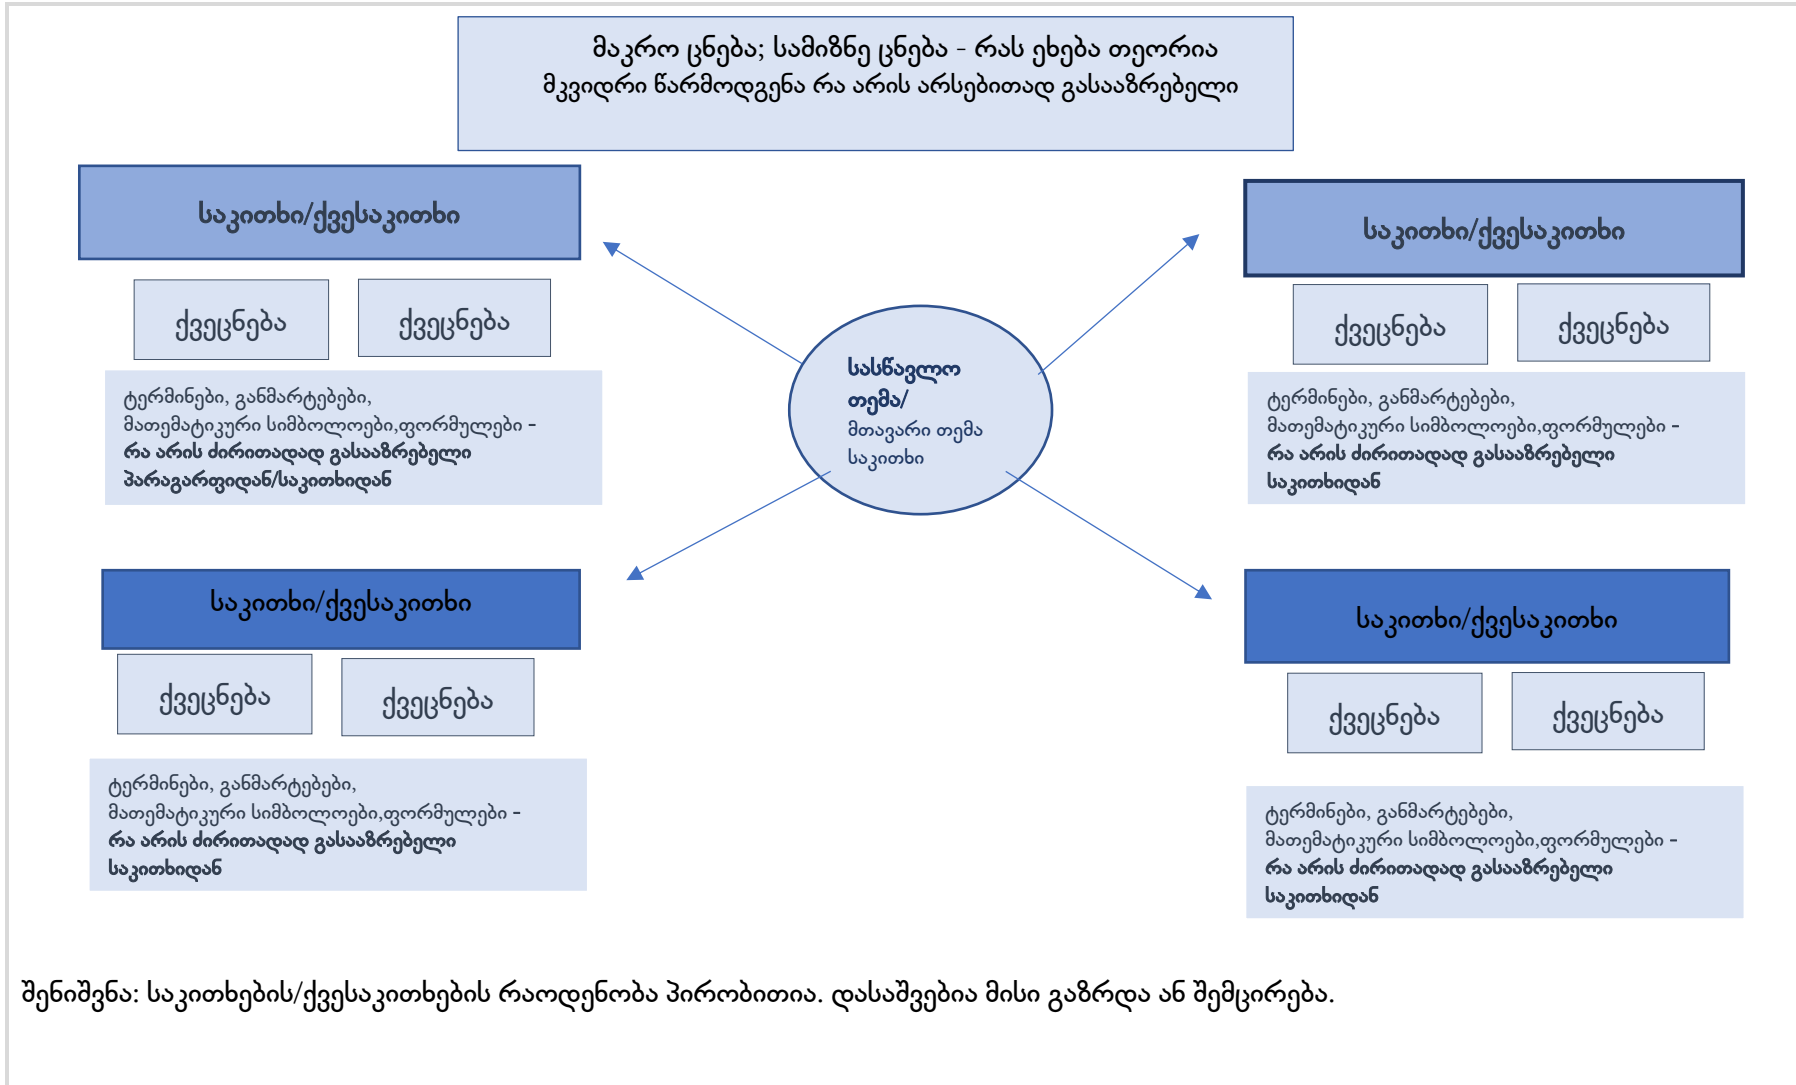 მაკრო ცნება; სამიზნე ცნება - რას ეხება თეორია
მკვიდრი წარმოდგენა რა არის არსებითად გასააზრებელი
საკითხი/ქვესაკითხი
ქვეცნება
ქვეცნება
ტერმინები, განმარტებები,
მათემატიკური სიმბოლოები,ფორმულები –
რა არის ძირითადად გასააზრებელი
პარაგარფიდან/საკითხიდან
საკითხი/ქვესაკითხი
ქვეცნება
ქვეცნება
ტერმინები, განმარტებები,
მათემატიკური სიმბოლოები,ფორმულები –
რა არის ძირითადად გასააზრებელი
საკითხიდან
სასწავლო
თემა/
მთავარი თემა
საკითხი
საკითხი/ქვესაკითხი
ქვეცნება
ქვეცნება
ტერმინები, განმარტებები,
მათემატიკური სიმბოლოები,ფორმულები –
რა არის ძირითადად გასააზრებელი
საკითხიდან
საკითხი/ქვესაკითხი
ქვეცნება
ქვეცნება
ტერმინები, განმარტებები,
მათემატიკური სიმბოლოები,ფორმულები –
რა არის ძირითადად გასააზრებელი
საკითხიდან
შენიშვნა: საკითხების/ქვესაკითხების რაოდენობა პირობითია. დასაშვებია მისი გაზრდა ან შემცირება.